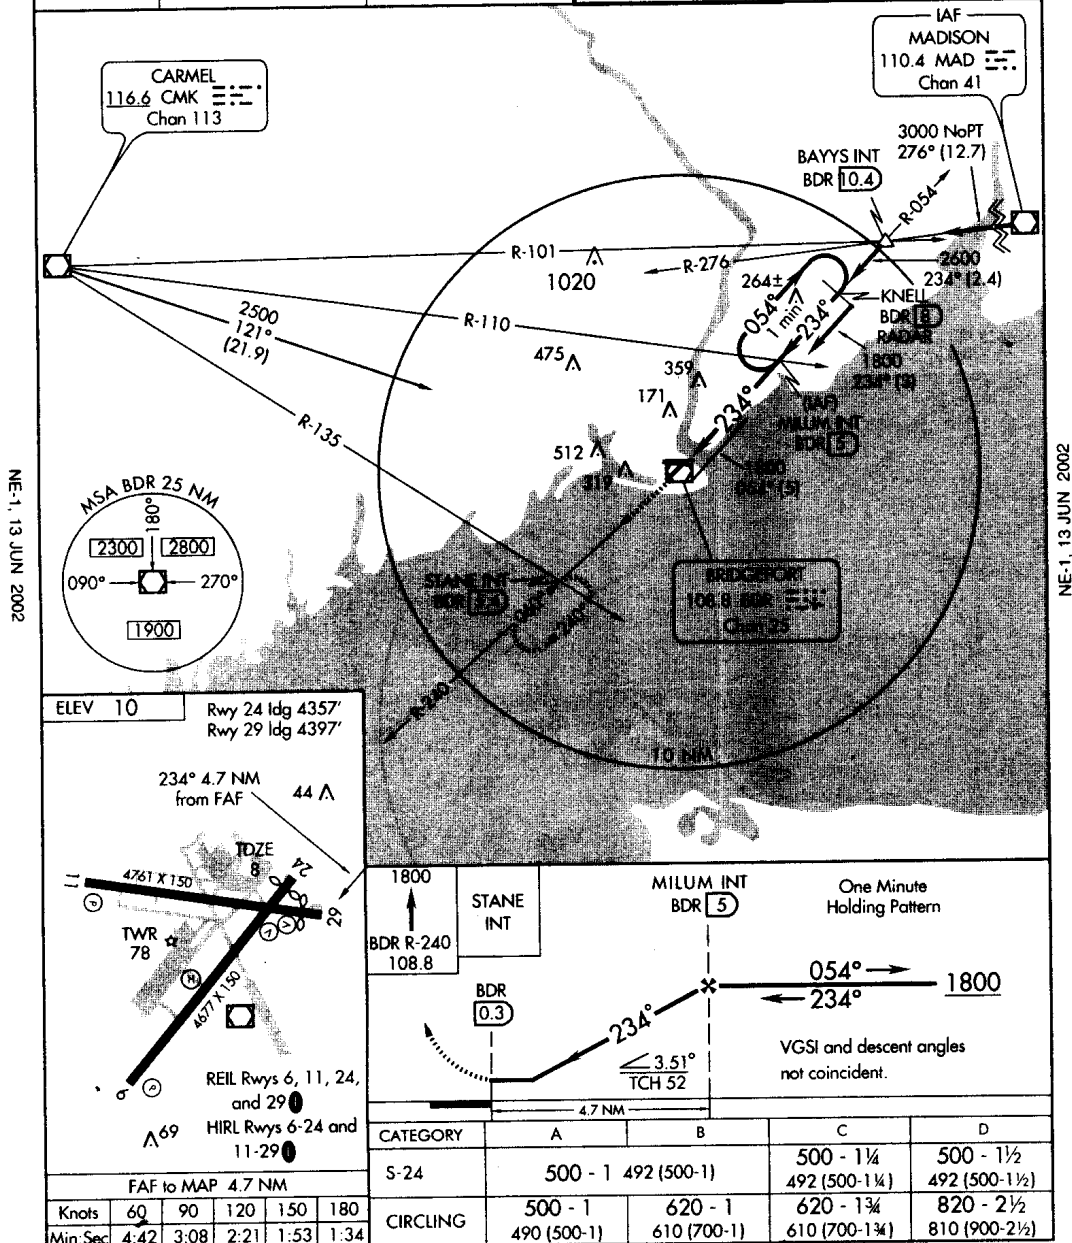 IAF
MADISON
110.4 MAD
Chan 41
CARMEL
116.6 CMK
Chan 113
3000 NoPT
276° (12.7)
BAYYS INT
BDR 10.4
R-054
R-101
1020
R-276
2600
234° (2.4)
264±
KNELL
BDR 8
RADAR
054°
1 min
234°
2500
121°
(21.9)
R-110
1800
234° (3)
475
359
171
234°
(IAF)
MILUM INT
BDR 5
R-135
512
319
1800
054° (5)
NE-1, 13 JUN 2002
NE-1, 13 JUN 2002
MSA BDR 25 NM
180°
2300
2800
090°
270°
1900
STANE INT
BDR
060°
240°
BRIDGEPORT
108.8 BDR
Chan 25
R-240
10 NM
ELEV 10
Rwy 24 ldg 4357'
Rwy 29 ldg 4397'
234° 4.7 NM
from FAF
44
TDZE
8
24
11
4761 X 150
P
29
V
V
TWR
78
4677 X 150
6
P
69
REIL Rwys 6, 11, 24,
and 29
HIRL Rwys 6-24 and
11-29
FAF to MAP 4.7 NM
Knots 60 90 120 150 180
Min:Sec 4:42 3:08 2:21 1:53 1:34
1800
BDR R-240
108.8
STANE
INT
MILUM INT
BDR 5
One Minute
Holding Pattern
BDR
0.3
054°
234°
1800
234°
3.51°
TCH 52
VGSI and descent angles
not coincident.
4.7 NM
CATEGORY A B C D
S-24 500 - 1 492 (500-1) 500 - 1¼ 492 (500-1¼) 500 - 1½ 492 (500-1½)
CIRCLING 500 - 1 490 (500-1) 620 - 1 610 (700-1) 620 - 1¾ 610 (700-1¾) 820 - 2½ 810 (900-2½)